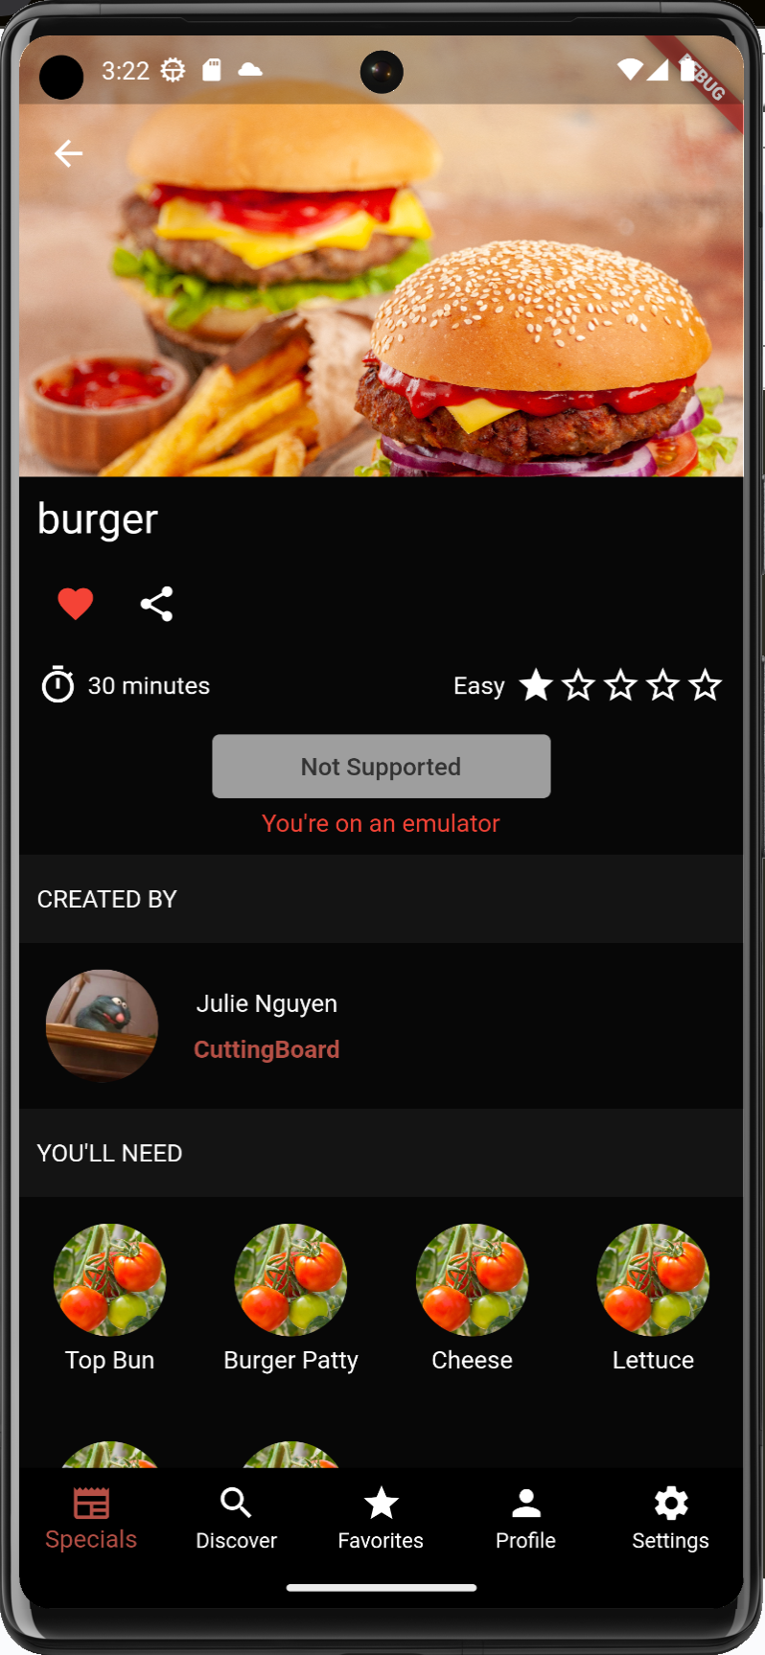 3:22
DEBUG
burger
30 minutes
Easy
Not Supported
You're on an emulator
CREATED BY
Julie Nguyen
CuttingBoard
YOU'LL NEED
Top Bun
Burger Patty
Cheese
Lettuce
Specials
Discover
Favorites
Profile
Settings